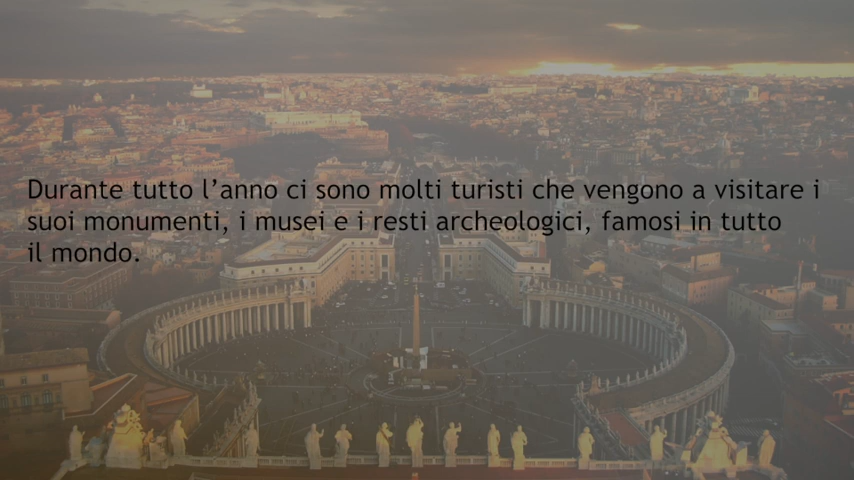 Durante tutto l’anno ci sono molti turisti che vengono a visitare i
suoi monumenti, i musei e i resti archeologici, famosi in tutto
il mondo.